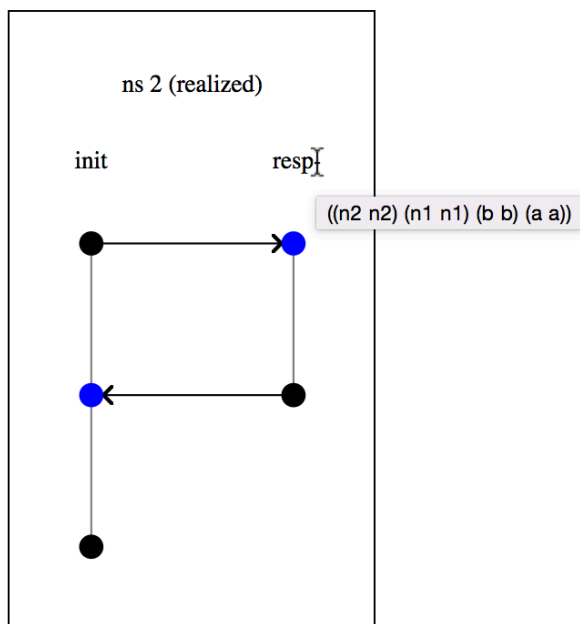 ns 2 (realized)
init resp
((n2 n2) (n1 n1) (b b) (a a))